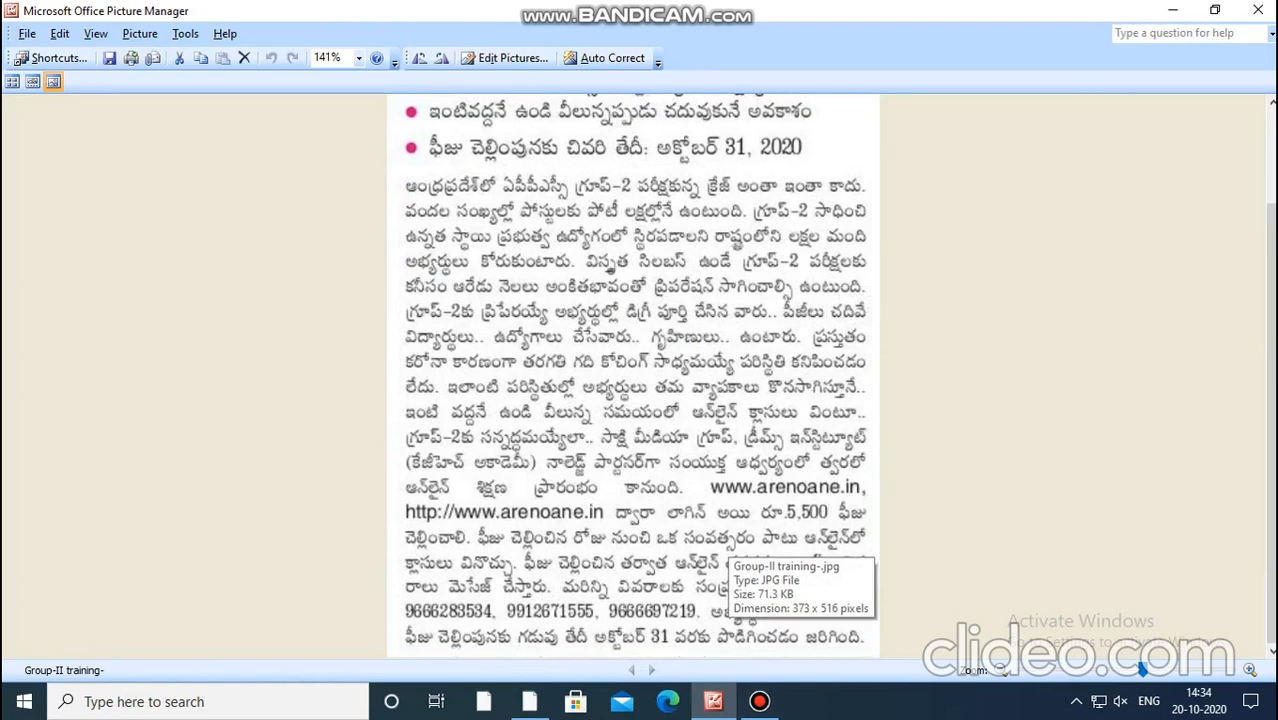 Microsoft Office Picture Manager
www.BANDICAM.com
File Edit View Picture Tools Help
Type a question for help
Shortcuts... 141% Edit Pictures... Auto Correct
ఇంటివద్దనే ఉండి వీలున్నప్పుడు చదువుకునే అవకాశం
ఫీజు చెల్లింపునకు చివరి తేదీ: అక్టోబర్ 31, 2020
ఆంధ్రప్రదేశ్‌లో ఏపీపీఎస్సీ గ్రూప్-2 పరీక్షకున్న క్రేజ్ అంతా ఇంతా కాదు.
వందల సంఖ్యల్లో పోస్టులకు పోటీ లక్షల్లోనే ఉంటుంది. గ్రూప్-2 సాధించి
ఉన్నత స్థాయి ప్రభుత్వ ఉద్యోగంలో స్థిరపడాలని రాష్ట్రంలోని లక్షల మంది
అభ్యర్థులు కోరుకుంటారు. విస్తృత సిలబస్ ఉండే గ్రూప్-2 పరీక్షలకు
కనీసం ఆరేడు నెలలు అంకితభావంతో ప్రిపరేషన్ సాగించాల్సి ఉంటుంది.
గ్రూప్-2కు ప్రిపేరయ్యే అభ్యర్థుల్లో డిగ్రీ పూర్తి చేసిన వారు.. పీజీలు చదివే
విద్యార్థులు.. ఉద్యోగాలు చేసేవారు.. గృహిణులు.. ఉంటారు. ప్రస్తుతం
కరోనా కారణంగా తరగతి గది కోచింగ్ సాధ్యమయ్యే పరిస్థితి కనిపించడం
లేదు. ఇలాంటి పరిస్థితుల్లో అభ్యర్థులు తమ వ్యాపకాలు కొనసాగిస్తూనే..
ఇంటి వద్దనే ఉండి వీలున్న సమయంలో ఆన్‌లైన్ క్లాసులు వింటూ..
గ్రూప్-2కు సన్నద్ధమయ్యేలా.. సాక్షి మీడియా గ్రూప్, డ్రీమ్స్ ఇన్‌స్టిట్యూట్
(కేజీహెచ్ అకాడెమీ) నాలెడ్జ్ పార్టనర్‌గా సంయుక్త ఆధ్వర్యంలో త్వరలో
ఆన్‌లైన్ శిక్షణ ప్రారంభం కానుంది. www.arenoane.in,
http://www.arenoane.in ద్వారా లాగిన్ అయి రూ.5,500 ఫీజు
చెల్లించాలి. ఫీజు చెల్లించిన రోజు నుంచి ఒక సంవత్సరం పాటు ఆన్‌లైన్‌లో
క్లాసులు వినొచ్చు. ఫీజు చెల్లించిన తర్వాత ఆన్‌లైన్
రాలు మెసేజ్ చేస్తారు. మరిన్ని వివరాలకు
9666283534, 9912671555, 9666697219.
ఫీజు చెల్లింపునకు గడువు తేదీ అక్టోబర్ 31 వరకు పొడిగించడం జరిగింది.
Group-II training-.jpg
Type: JPG File
Size: 71.3 KB
Dimension: 373 x 516 pixels
Activate Windows
Go to Settings to activate Windows
clideo.com
Group-II training-
Zoom:
Type here to search
ENG
14:34
20-10-2020